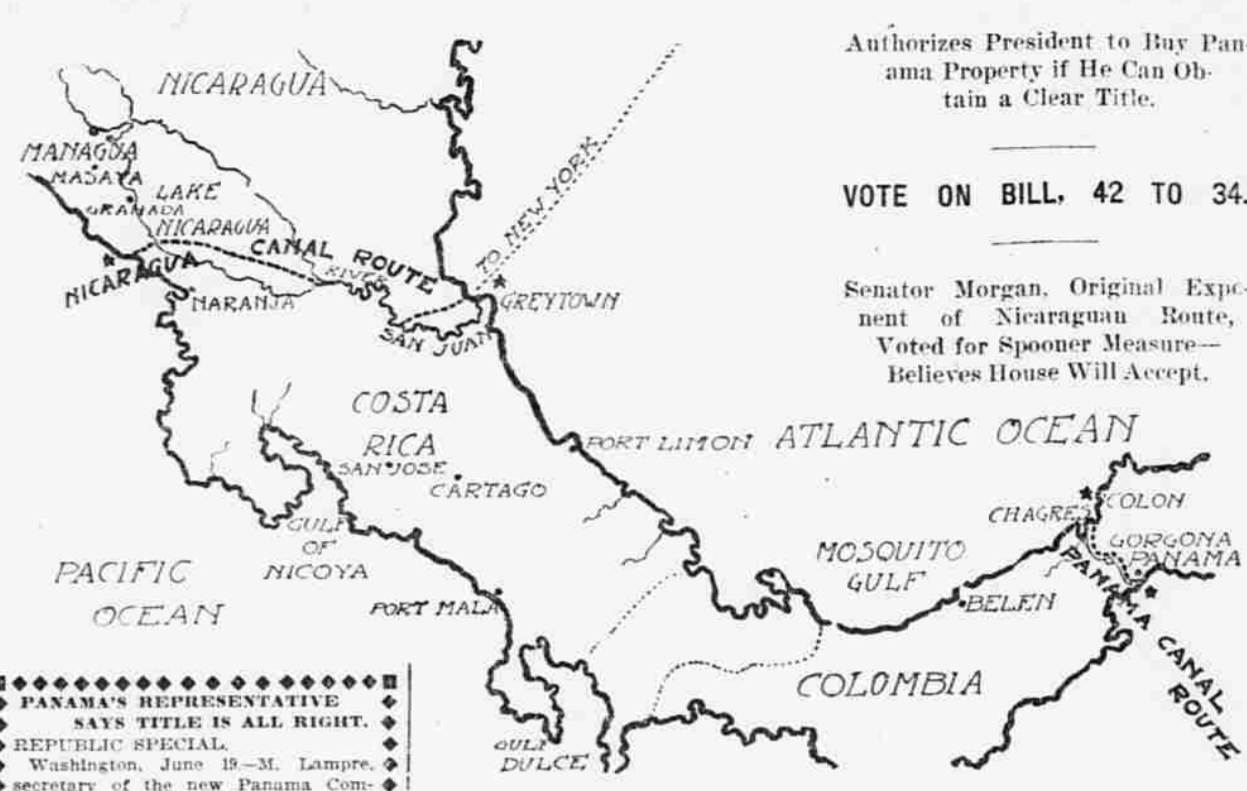 Authorizes President to Buy Pan-
ama Property if He Can Ob-
tain a Clear Title.
VOTE ON BILL, 42 TO 34.
Senator Morgan, Original Expo-
nent of Nicaraguan Route,
Voted for Spooner Measure—
Believes House Will Accept.
NICARAGUA
MANAGUA
MASAYA
GRANADA
LAKE
NICARAGUA
CANAL ROUTE
NICARAGUA
NARANJA
RIVER
SAN JUAN
TO NEW YORK
GREYTOWN
COSTA
RICA
SAN JOSE
CARTAGO
PORT LIMON
ATLANTIC OCEAN
GULF
OF
NICOYA
PACIFIC
OCEAN
PORT MALA
MOSQUITO
GULF
BELEN
CHAGRES
COLON
GORGONA
PANAMA
PANAMA CANAL
ROUTE
COLOMBIA
GULF
DULCE
PANAMA'S REPRESENTATIVE
SAYS TITLE IS ALL RIGHT.
REPUBLIC SPECIAL.
Washington, June 19.—M. Lampre,
secretary of the new Panama Com-